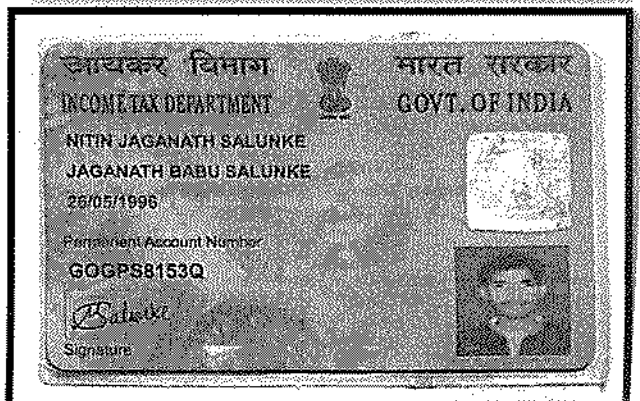 आयकर विभाग
INCOME TAX DEPARTMENT
भारत सरकार
GOVT. OF INDIA
NITIN JAGANATH SALUNKE
JAGANATH BABU SALUNKE
26/05/1996
Permanent Account Number
GOGPS8153Q
Salunke
Signature